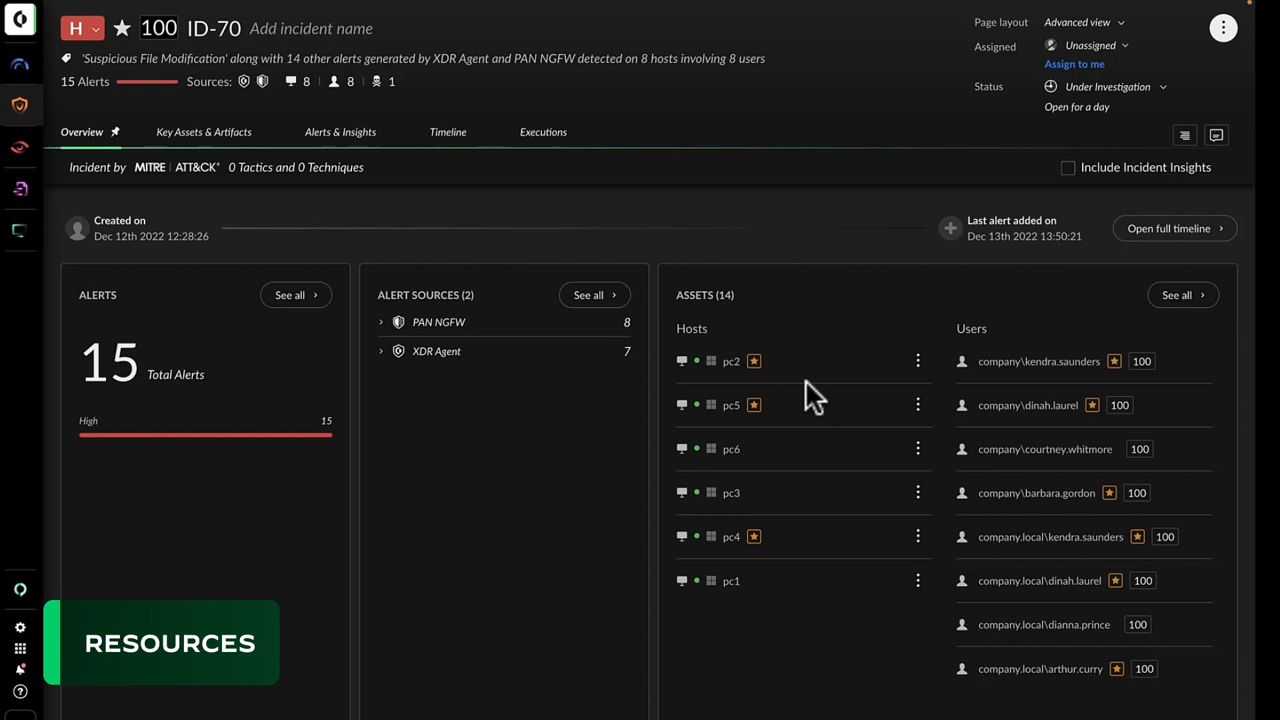 H 100 ID-70 Add incident name
Page layout Advanced view
Assigned Unassigned
Assign to me
Status Under Investigation
Open for a day
'Suspicious File Modification' along with 14 other alerts generated by XDR Agent and PAN NGFW detected on 8 hosts involving 8 users
15 Alerts Sources: 8 8 1
Overview Key Assets & Artifacts Alerts & Insights Timeline Executions
Incident by MITRE | ATT&CK® 0 Tactics and 0 Techniques
Include Incident Insights
Created on
Dec 12th 2022 12:28:26
Last alert added on
Dec 13th 2022 13:50:21
Open full timeline
ALERTS See all
15 Total Alerts
High 15
ALERT SOURCES (2) See all
PAN NGFW 8
XDR Agent 7
ASSETS (14) See all
Hosts
pc2
pc5
pc6
pc3
pc4
pc1
Users
company\kendra.saunders 100
company\dinah.laurel 100
company\courtney.whitmore 100
company\barbara.gordon 100
company.local\kendra.saunders 100
company.local\dinah.laurel 100
company.local\dianna.prince 100
company.local\arthur.curry 100
RESOURCES